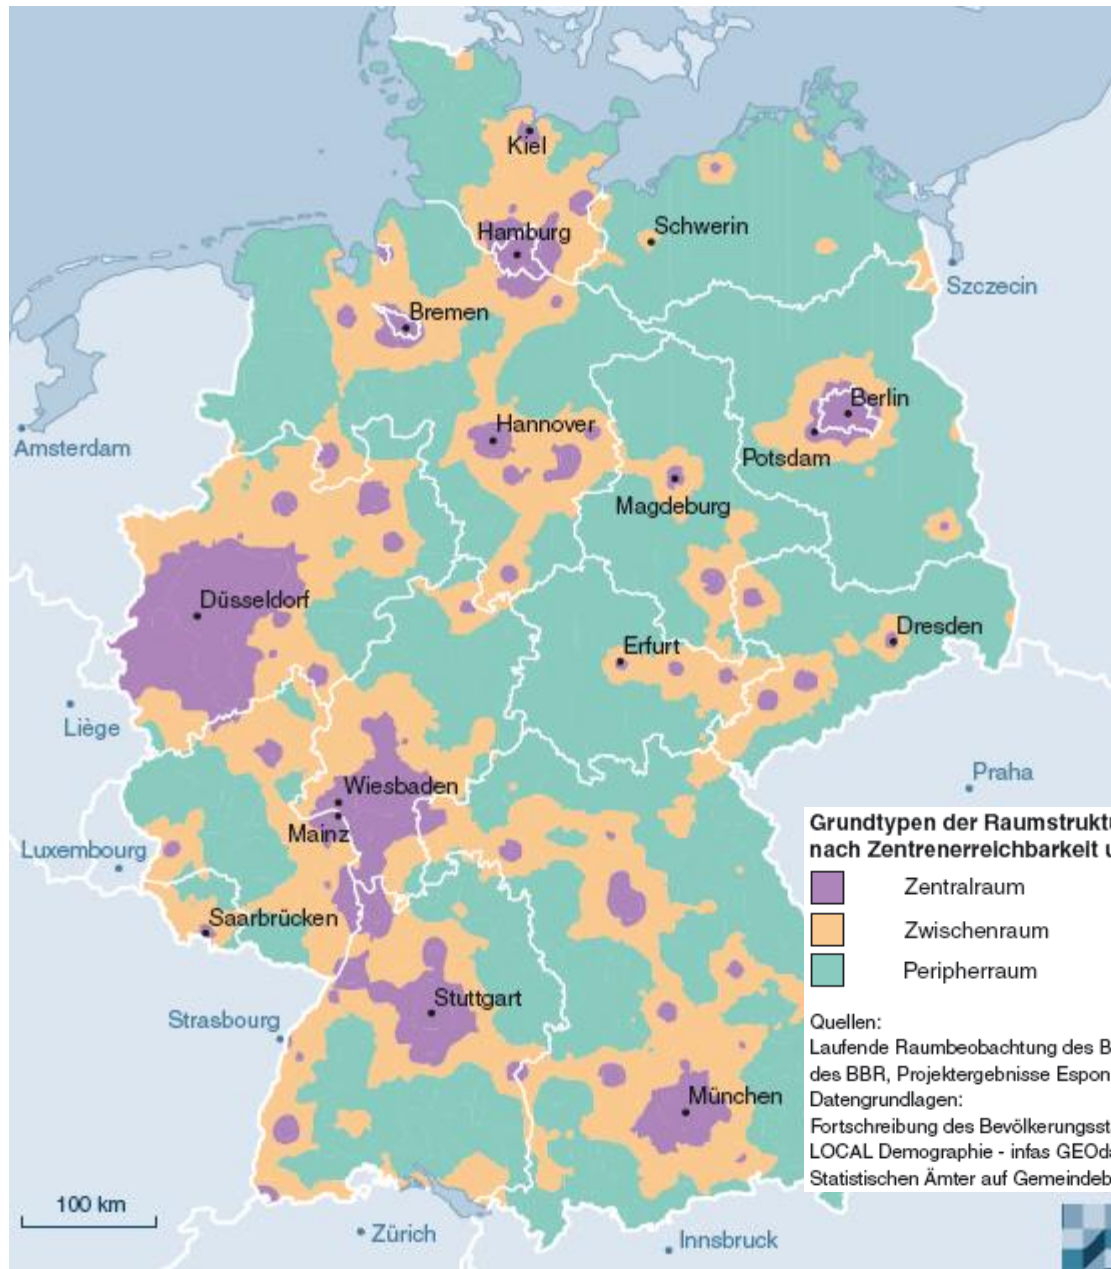 Kiel
Hamburg
Schwerin
Szczecin
Bremen
Berlin
Hannover
Amsterdam
Potsdam
Magdeburg
Düsseldorf
Dresden
Erfurt
Liège
Praha
Wiesbaden
Mainz
Luxembourg
Saarbrücken
Stuttgart
Strasbourg
München
100 km
Zürich
Innsbruck
Grundtypen der Raumstruktu
nach Zentrenerreichbarkeit u
Zentralraum
Zwischenraum
Peripherraum
Quellen:
Laufende Raumbeobachtung des B
des BBR, Projektergebnisse Espon
Datengrundlagen:
Fortschreibung des Bevölkerungsst
LOCAL Demographie - infas GEOda
Statistischen Ämter auf Gemeindeb